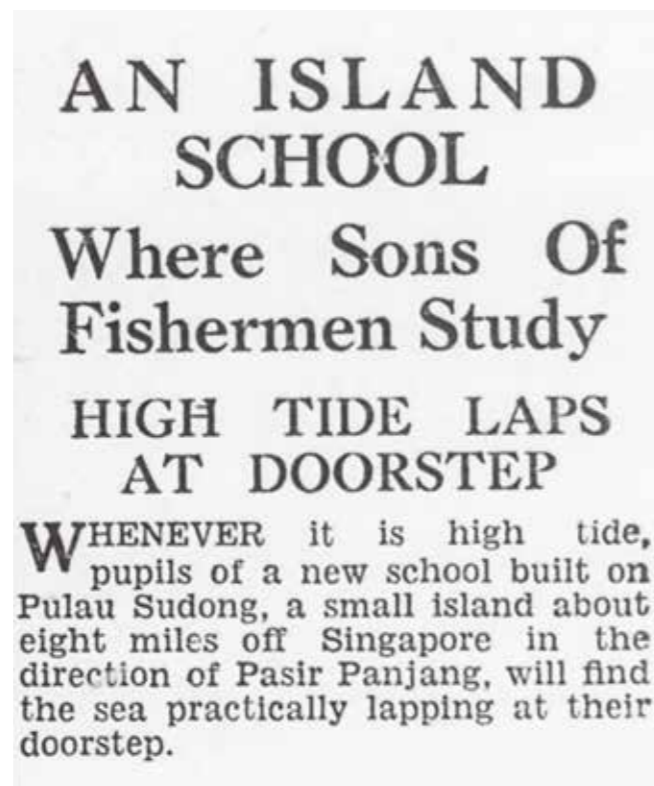 AN ISLAND
SCHOOL
Where Sons Of
Fishermen Study
HIGH TIDE LAPS
AT DOORSTEP
WHENEVER it is high tide,
pupils of a new school built on
Pulau Sudong, a small island about
eight miles off Singapore in the
direction of Pasir Panjang, will find
the sea practically lapping at their
doorstep.